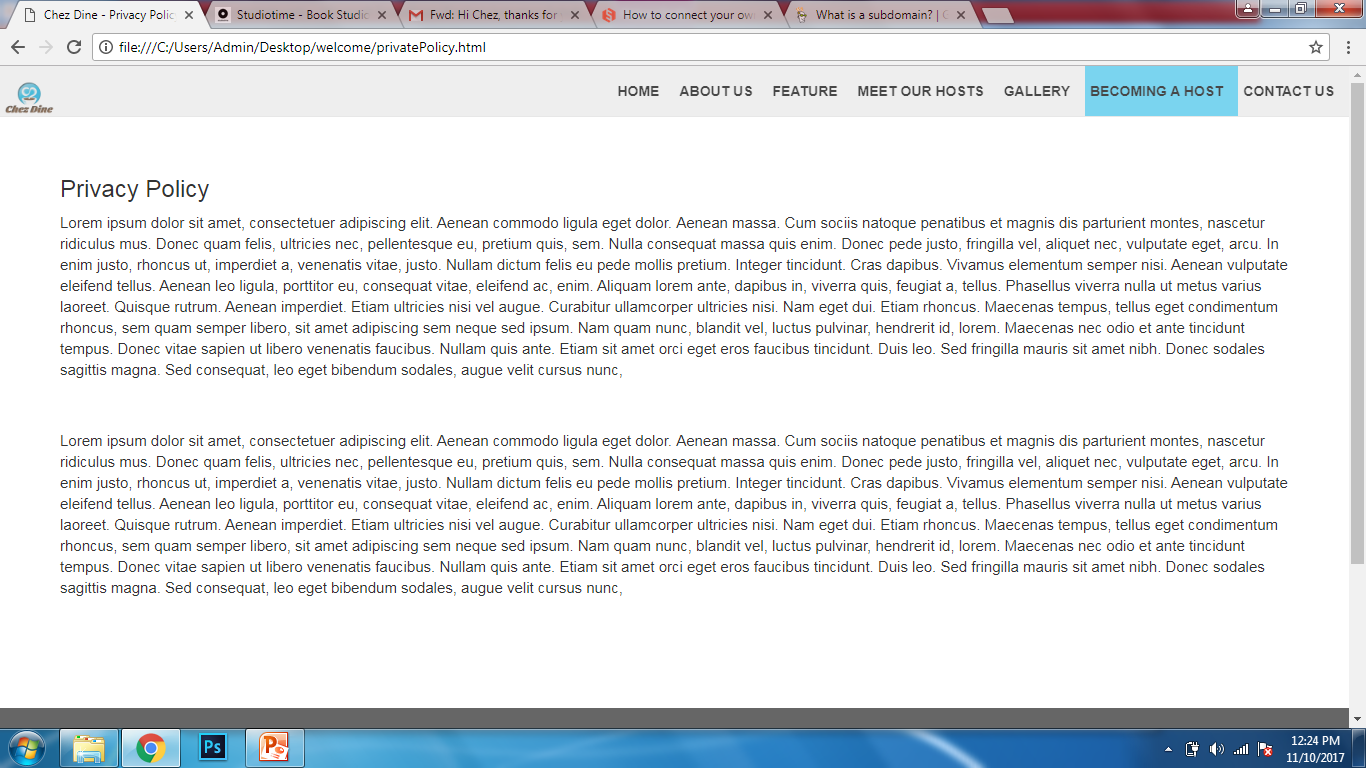 Chez Dine - Privacy Polic
Studiotime - Book Studio
Fwd: Hi Chez, thanks for
How to connect your ow
What is a subdomain? | G
file:///C:/Users/Admin/Desktop/welcome/privatePolicy.html
Chez Dine
HOME ABOUT US FEATURE MEET OUR HOSTS GALLERY BECOMING A HOST CONTACT US
Privacy Policy
Lorem ipsum dolor sit amet, consectetuer adipiscing elit. Aenean commodo ligula eget dolor. Aenean massa. Cum sociis natoque penatibus et magnis dis parturient montes, nascetur
ridiculus mus. Donec quam felis, ultricies nec, pellentesque eu, pretium quis, sem. Nulla consequat massa quis enim. Donec pede justo, fringilla vel, aliquet nec, vulputate eget, arcu. In
enim justo, rhoncus ut, imperdiet a, venenatis vitae, justo. Nullam dictum felis eu pede mollis pretium. Integer tincidunt. Cras dapibus. Vivamus elementum semper nisi. Aenean vulputate
eleifend tellus. Aenean leo ligula, porttitor eu, consequat vitae, eleifend ac, enim. Aliquam lorem ante, dapibus in, viverra quis, feugiat a, tellus. Phasellus viverra nulla ut metus varius
laoreet. Quisque rutrum. Aenean imperdiet. Etiam ultricies nisi vel augue. Curabitur ullamcorper ultricies nisi. Nam eget dui. Etiam rhoncus. Maecenas tempus, tellus eget condimentum
rhoncus, sem quam semper libero, sit amet adipiscing sem neque sed ipsum. Nam quam nunc, blandit vel, luctus pulvinar, hendrerit id, lorem. Maecenas nec odio et ante tincidunt
tempus. Donec vitae sapien ut libero venenatis faucibus. Nullam quis ante. Etiam sit amet orci eget eros faucibus tincidunt. Duis leo. Sed fringilla mauris sit amet nibh. Donec sodales
sagittis magna. Sed consequat, leo eget bibendum sodales, augue velit cursus nunc,
Lorem ipsum dolor sit amet, consectetuer adipiscing elit. Aenean commodo ligula eget dolor. Aenean massa. Cum sociis natoque penatibus et magnis dis parturient montes, nascetur
ridiculus mus. Donec quam felis, ultricies nec, pellentesque eu, pretium quis, sem. Nulla consequat massa quis enim. Donec pede justo, fringilla vel, aliquet nec, vulputate eget, arcu. In
enim justo, rhoncus ut, imperdiet a, venenatis vitae, justo. Nullam dictum felis eu pede mollis pretium. Integer tincidunt. Cras dapibus. Vivamus elementum semper nisi. Aenean vulputate
eleifend tellus. Aenean leo ligula, porttitor eu, consequat vitae, eleifend ac, enim. Aliquam lorem ante, dapibus in, viverra quis, feugiat a, tellus. Phasellus viverra nulla ut metus varius
laoreet. Quisque rutrum. Aenean imperdiet. Etiam ultricies nisi vel augue. Curabitur ullamcorper ultricies nisi. Nam eget dui. Etiam rhoncus. Maecenas tempus, tellus eget condimentum
rhoncus, sem quam semper libero, sit amet adipiscing sem neque sed ipsum. Nam quam nunc, blandit vel, luctus pulvinar, hendrerit id, lorem. Maecenas nec odio et ante tincidunt
tempus. Donec vitae sapien ut libero venenatis faucibus. Nullam quis ante. Etiam sit amet orci eget eros faucibus tincidunt. Duis leo. Sed fringilla mauris sit amet nibh. Donec sodales
sagittis magna. Sed consequat, leo eget bibendum sodales, augue velit cursus nunc,
Ps
12:24 PM
11/10/2017